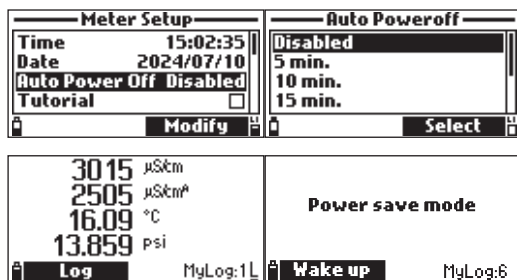 Meter Setup
Time 15:02:35
Date 2024/07/10
Auto Power Off Disabled
Tutorial
Modify
Auto Poweroff
Disabled
5 min.
10 min.
15 min.
Select
3015 µS/cm
2505 µS/cmᴬ
16.09 °C
13.859 psi
Log MyLog:1
Power save mode
Wake up MyLog:6